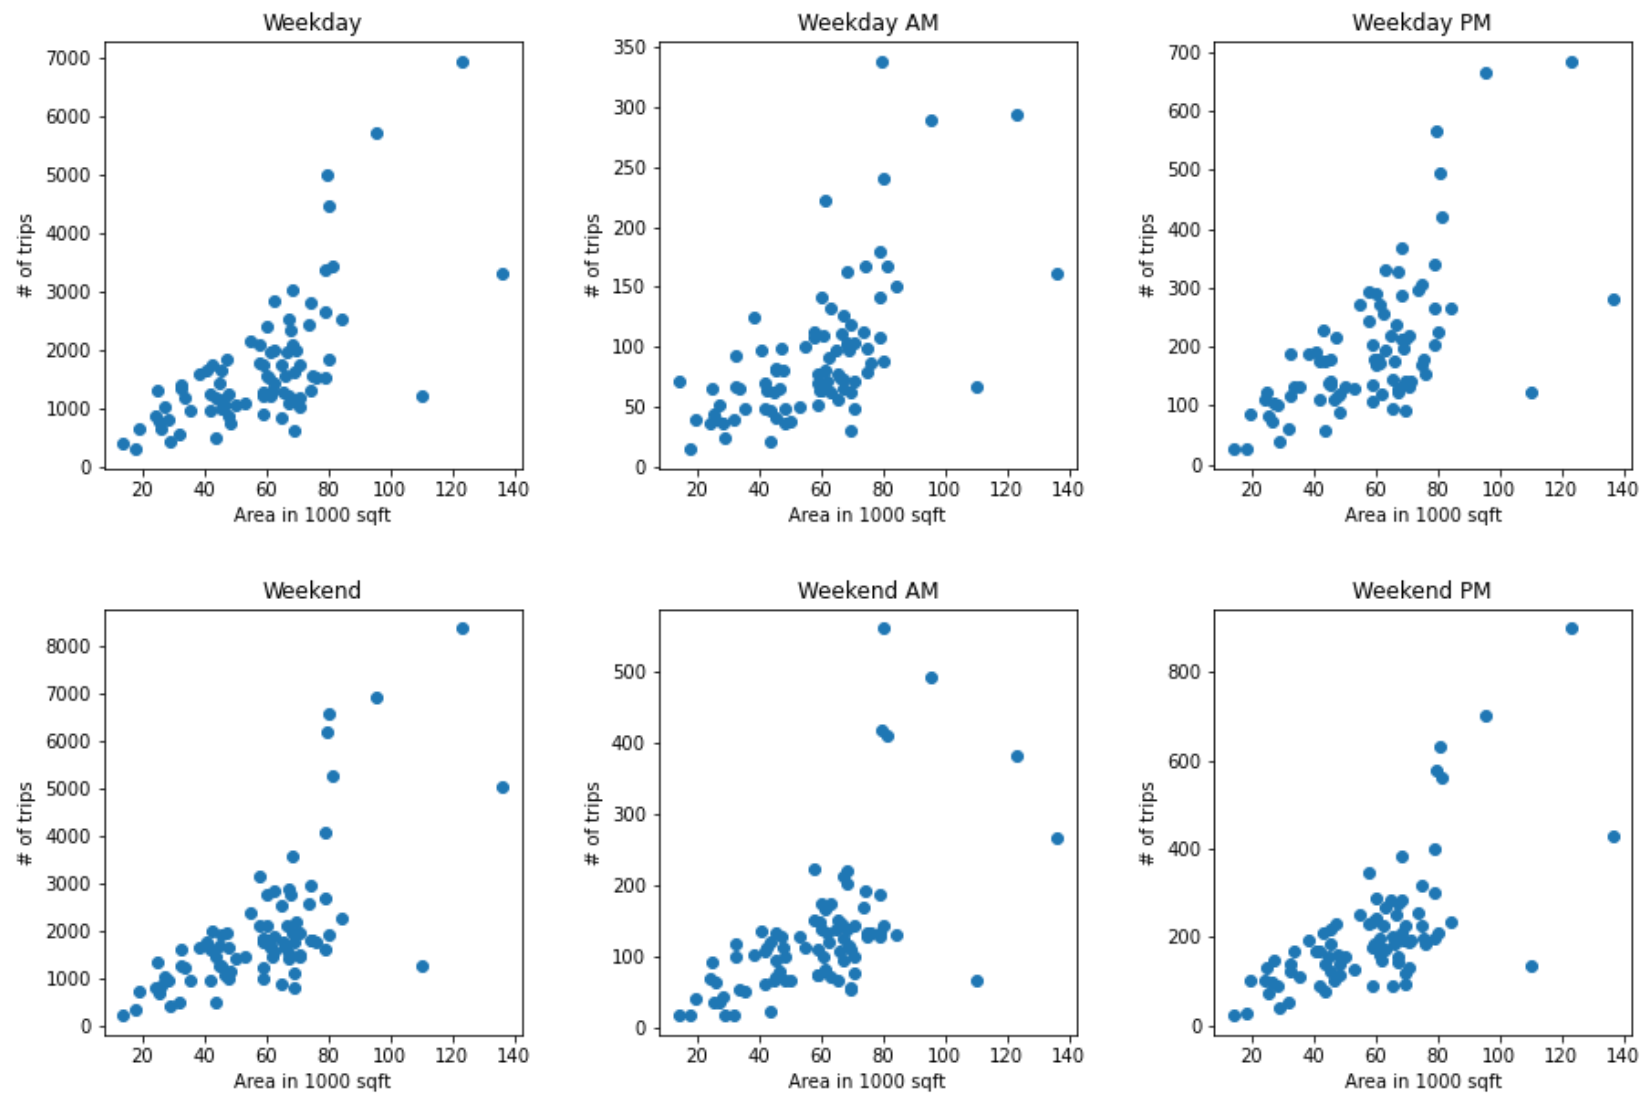 Weekday
Weekday AM
Weekday PM
7000
6000
5000
4000
3000
2000
1000
0
# of trips
20 40 60 80 100 120 140
Area in 1000 sqft
350
300
250
200
150
100
50
0
# of trips
20 40 60 80 100 120 140
Area in 1000 sqft
700
600
500
400
300
200
100
0
# of trips
20 40 60 80 100 120 140
Area in 1000 sqft
Weekend
Weekend AM
Weekend PM
8000
7000
6000
5000
4000
3000
2000
1000
0
# of trips
20 40 60 80 100 120 140
Area in 1000 sqft
500
400
300
200
100
0
# of trips
20 40 60 80 100 120 140
Area in 1000 sqft
800
600
400
200
0
# of trips
20 40 60 80 100 120 140
Area in 1000 sqft